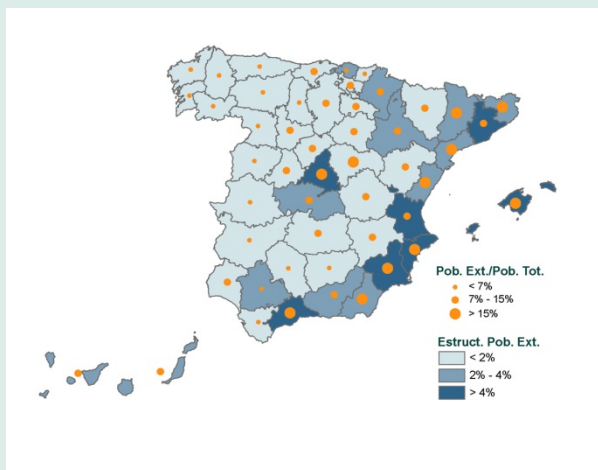 Pob. Ext./Pob. Tot.
< 7%
7% - 15%
> 15%
Estruct. Pob. Ext.
< 2%
2% - 4%
> 4%